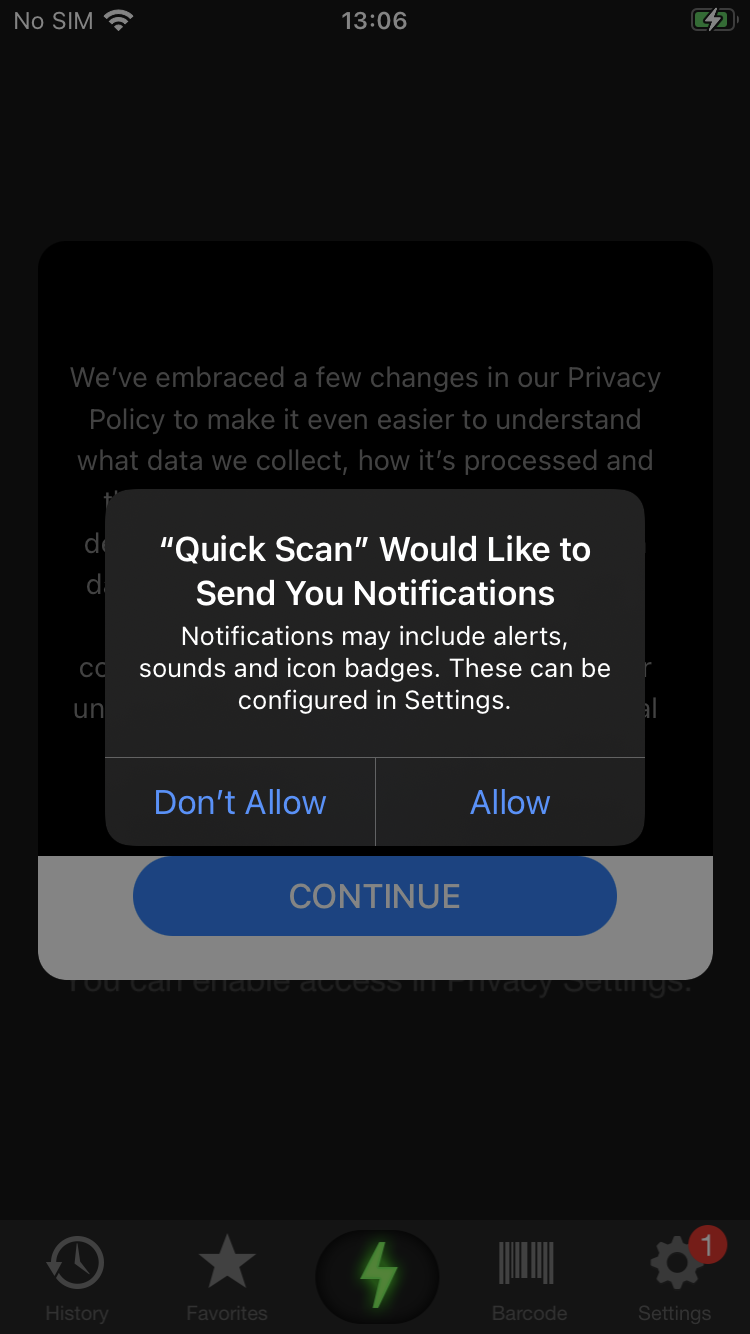 No SIM
13:06
We've embraced a few changes in our Privacy
Policy to make it even easier to understand
what data we collect, how it's processed and
“Quick Scan” Would Like to
Send You Notifications
Notifications may include alerts,
sounds and icon badges. These can be
configured in Settings.
Don't Allow
Allow
CONTINUE
You can enable access in Privacy Settings.
1
History
Favorites
Barcode
Settings